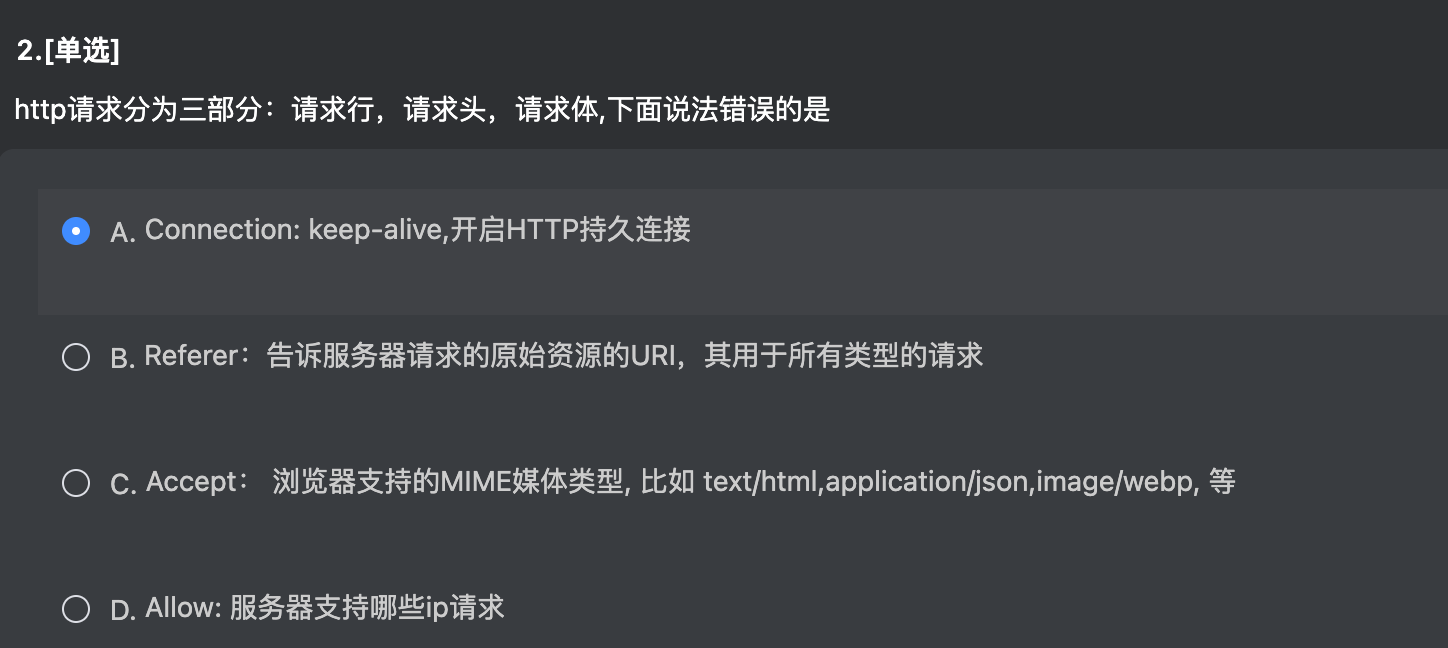 2.[单选]
http请求分为三部分：请求行，请求头，请求体,下面说法错误的是
A. Connection: keep-alive,开启HTTP持久连接
B. Referer：告诉服务器请求的原始资源的URI，其用于所有类型的请求
C. Accept： 浏览器支持的MIME媒体类型, 比如 text/html,application/json,image/webp, 等
D. Allow: 服务器支持哪些ip请求